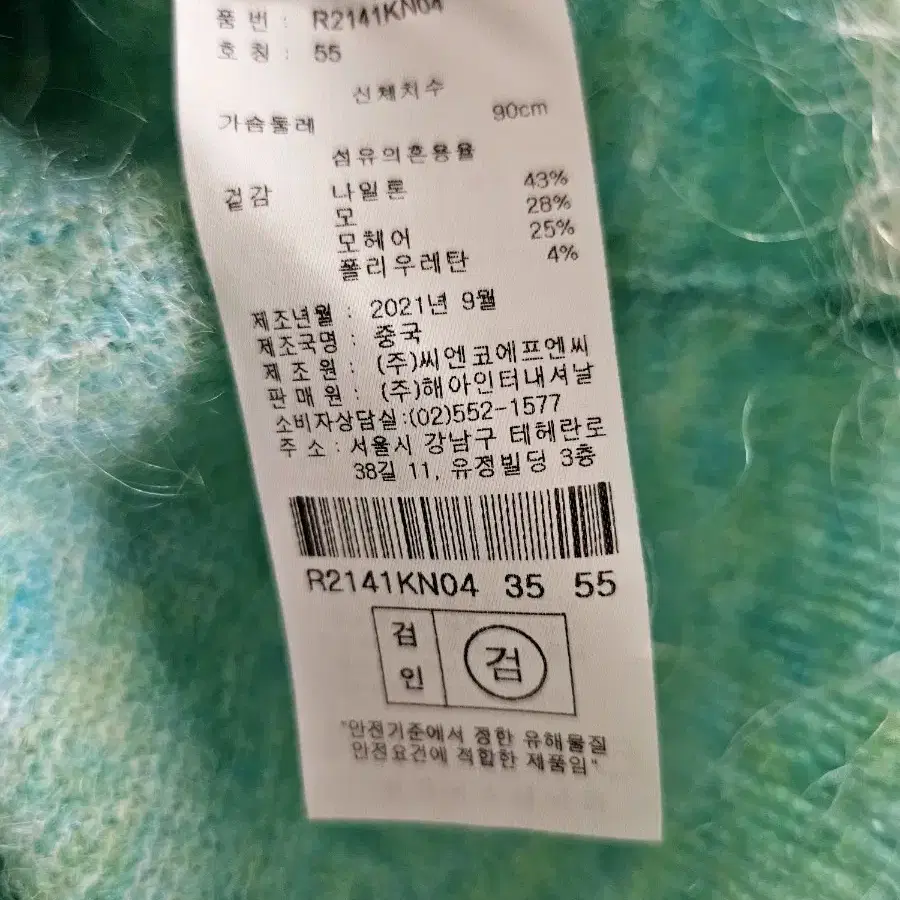 품 번 : R2141KN04
호 칭 : 55
신체치수
가슴둘레 90cm
섬유의혼용율
겉감 나일론 43%
모 28%
모헤어 25%
폴리우레탄 4%
제조년월 : 2021년 9월
제조국명 : 중국
제 조 원 : (주)씨엔코에프엔씨
판 매 원 : (주)해아인터내셔날
소비자상담실:(02)552-1577
주 소 : 서울시 강남구 테헤란로
38길 11, 유정빌딩 3층
R2141KN04 35 55
검인 검
"안전기준에서 정한 유해물질
안전요건에 적합한 제품임"